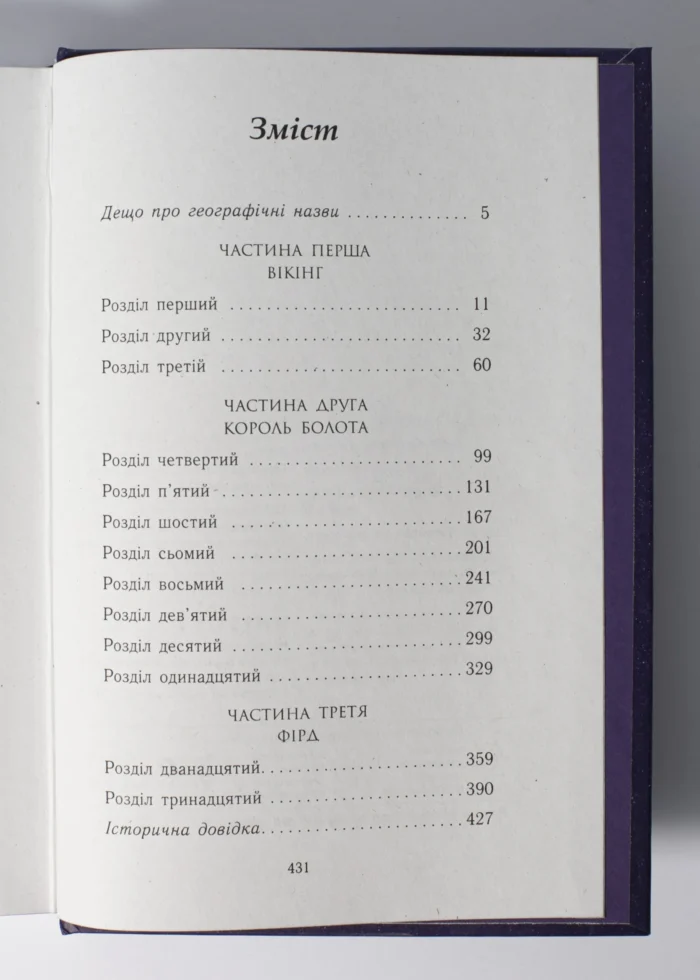 Зміст
Дещо про географічні назви .............. 5
ЧАСТИНА ПЕРША
ВІКІНГ
Розділ перший .......................... 11
Розділ другий .......................... 32
Розділ третій .......................... 60
ЧАСТИНА ДРУГА
КОРОЛЬ БОЛОТА
Розділ четвертий ....................... 99
Розділ п'ятий .......................... 131
Розділ шостий ......................... 167
Розділ сьомий ......................... 201
Розділ восьмий ........................ 241
Розділ дев'ятий ........................ 270
Розділ десятий ......................... 299
Розділ одинадцятий ..................... 329
ЧАСТИНА ТРЕТЯ
ФІРД
Розділ дванадцятий...................... 359
Розділ тринадцятий ..................... 390
Історична довідка....................... 427
431